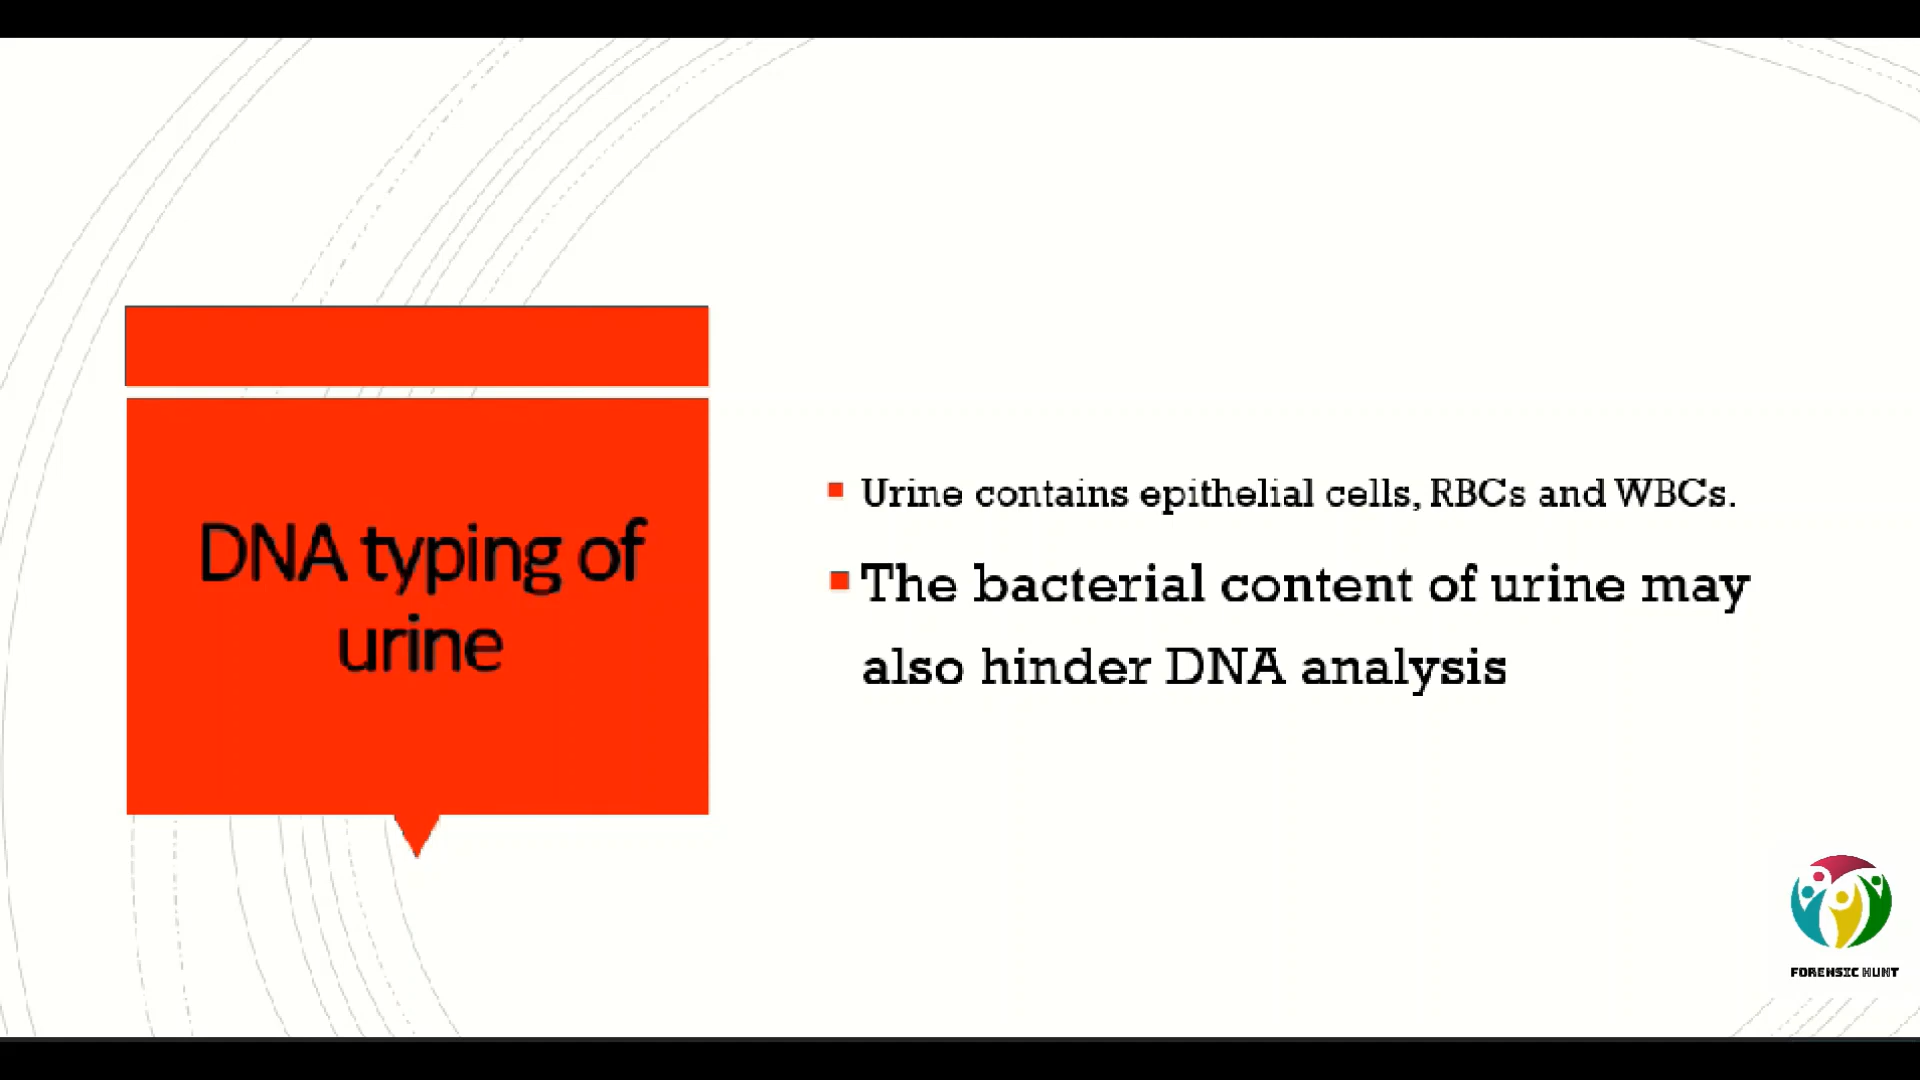 DNA typing of
urine
Urine contains epithelial cells, RBCs and WBCs.
The bacterial content of urine may
also hinder DNA analysis
FORENSIC HUNT